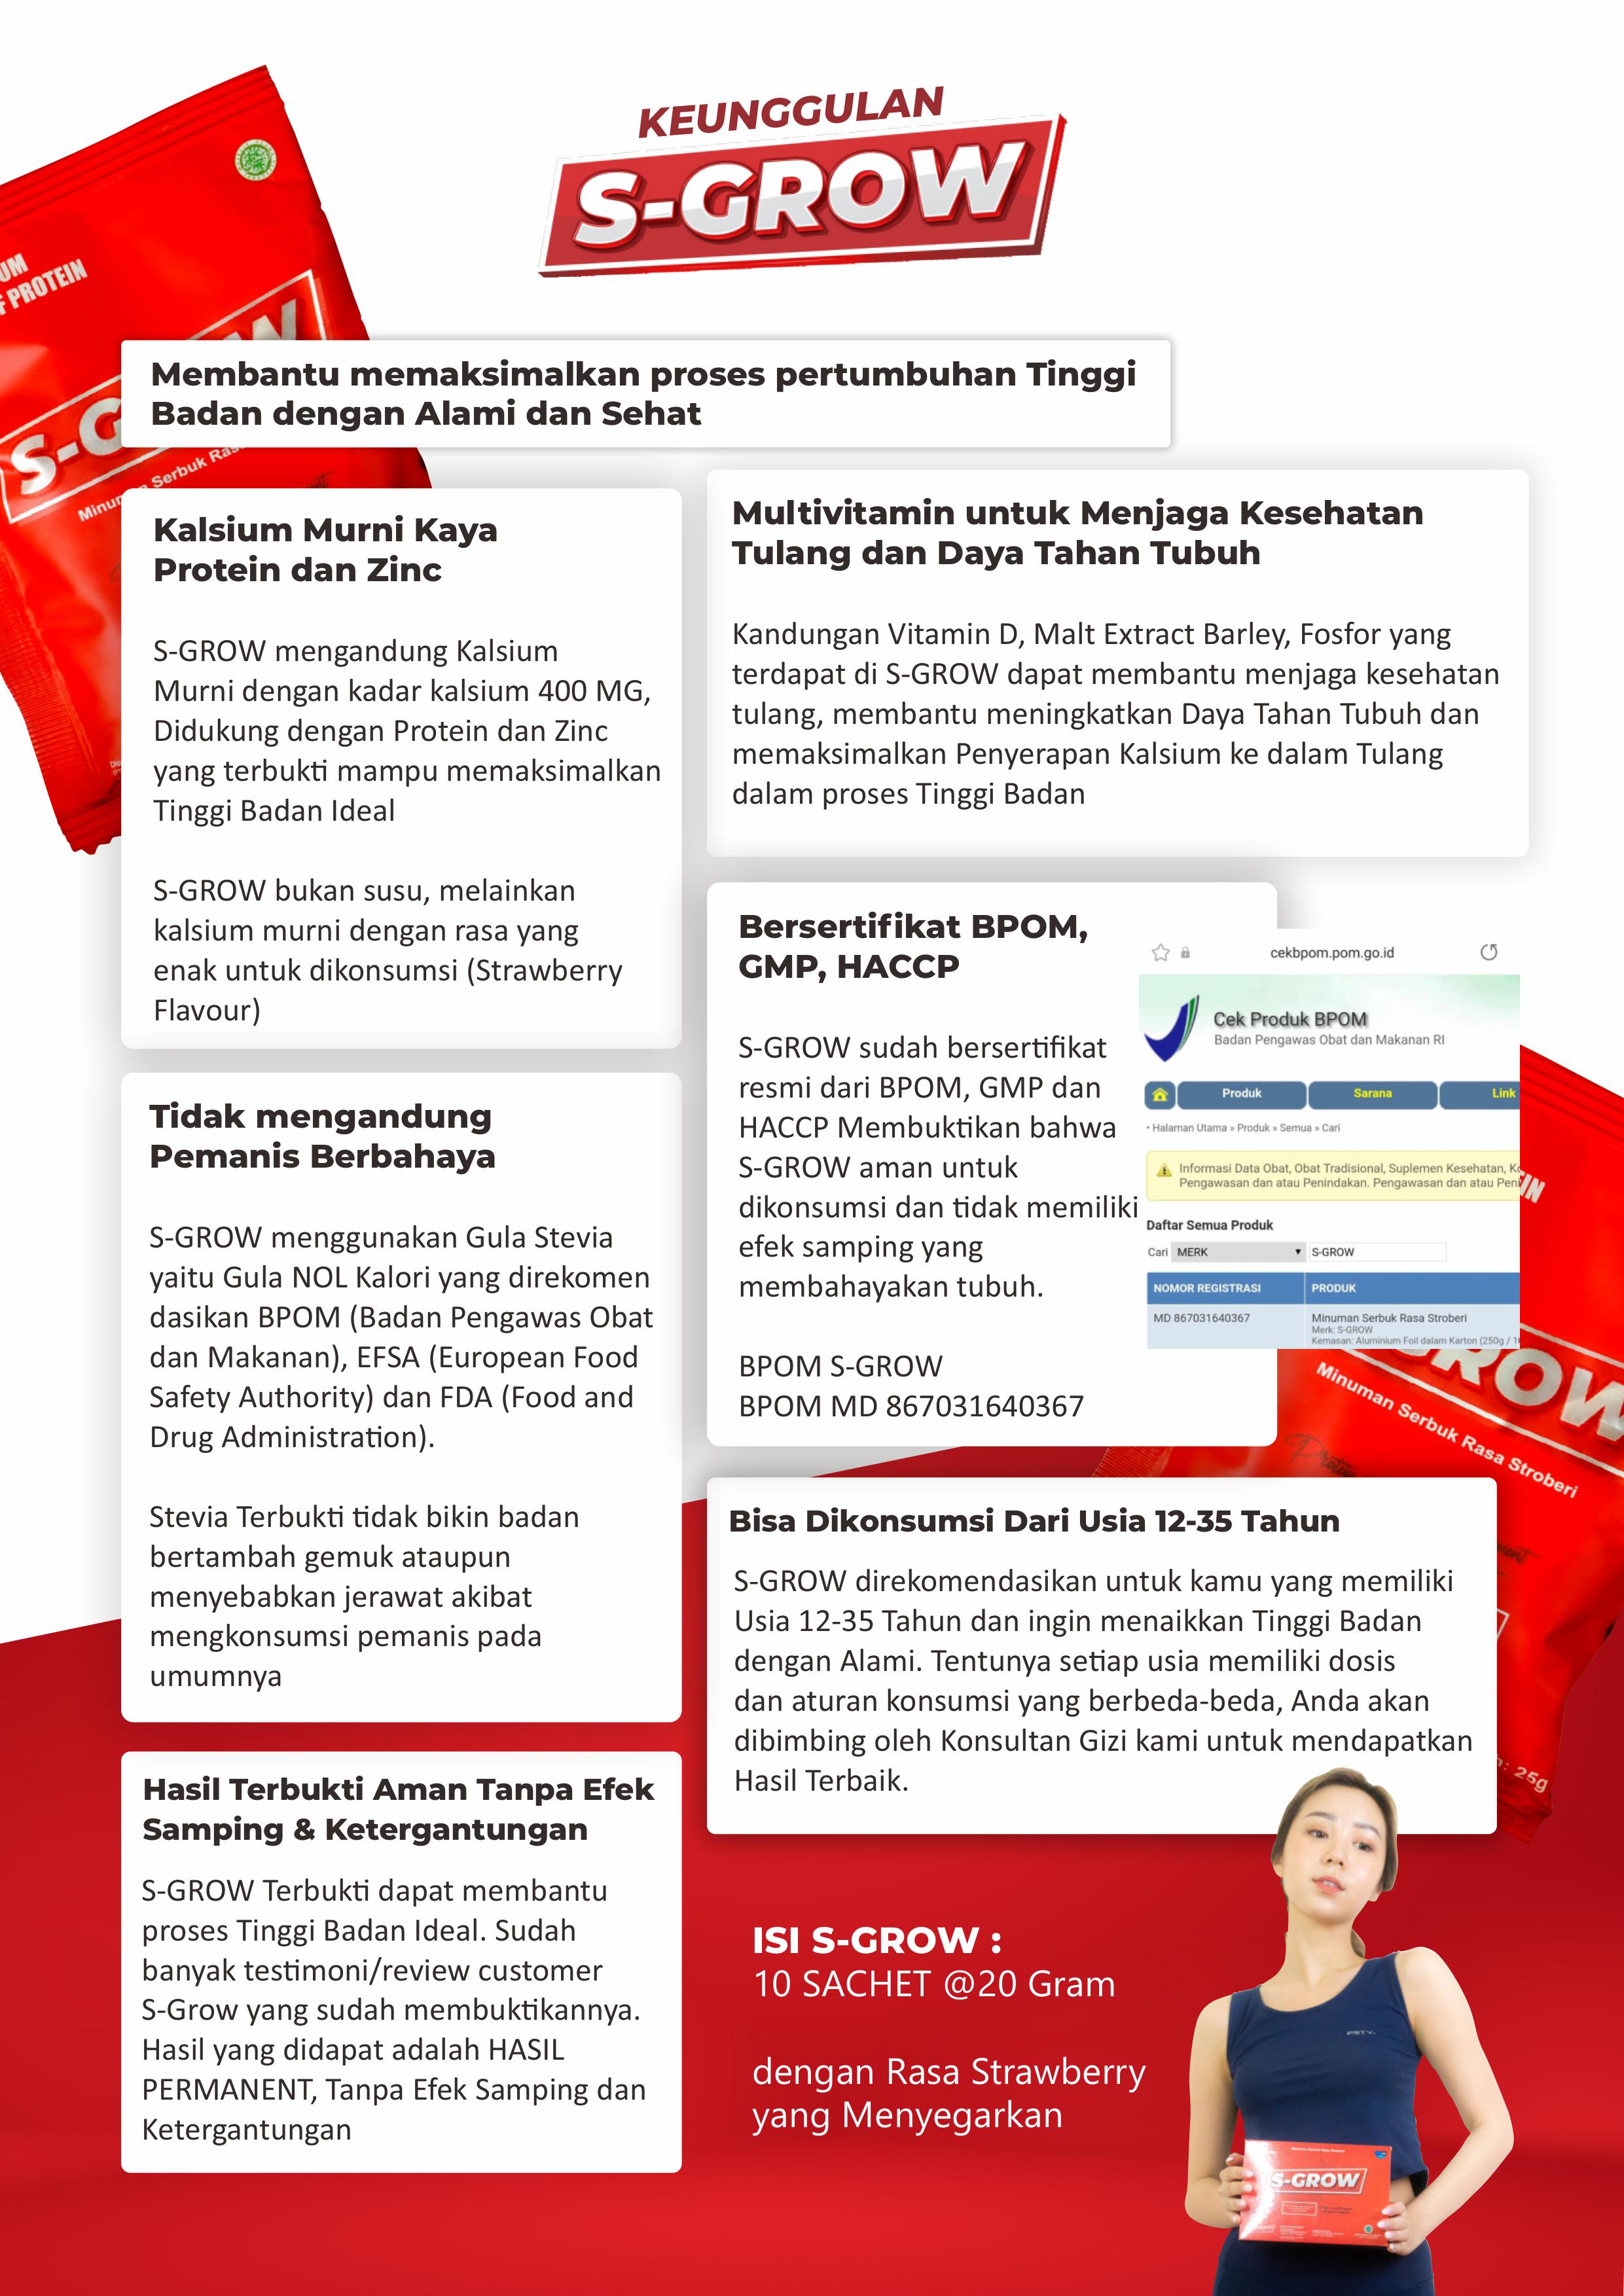 KEUNGGULAN
S-GROW
UM
F PROTEIN
S-G
W
Minum
Serbuk Ras
Membantu memaksimalkan proses pertumbuhan Tinggi
Badan dengan Alami dan Sehat
Kalsium Murni Kaya
Protein dan Zinc
S-GROW mengandung Kalsium
Murni dengan kadar kalsium 400 MG,
Didukung dengan Protein dan Zinc
yang terbukti mampu memaksimalkan
Tinggi Badan Ideal
S-GROW bukan susu, melainkan
kalsium murni dengan rasa yang
enak untuk dikonsumsi (Strawberry
Flavour)
Multivitamin untuk Menjaga Kesehatan
Tulang dan Daya Tahan Tubuh
Kandungan Vitamin D, Malt Extract Barley, Fosfor yang
terdapat di S-GROW dapat membantu menjaga kesehatan
tulang, membantu meningkatkan Daya Tahan Tubuh dan
memaksimalkan Penyerapan Kalsium ke dalam Tulang
dalam proses Tinggi Badan
Tidak mengandung
Pemanis Berbahaya
S-GROW menggunakan Gula Stevia
yaitu Gula NOL Kalori yang direkomen
dasikan BPOM (Badan Pengawas Obat
dan Makanan), EFSA (European Food
Safety Authority) dan FDA (Food and
Drug Administration).
Stevia Terbukti tidak bikin badan
bertambah gemuk ataupun
menyebabkan jerawat akibat
mengkonsumsi pemanis pada
umumnya
Bersertifikat BPOM,
GMP, HACCP
S-GROW sudah bersertifikat
resmi dari BPOM, GMP dan
HACCP Membuktikan bahwa
S-GROW aman untuk
dikonsumsi dan tidak memiliki
efek samping yang
membahayakan tubuh.
BPOM S-GROW
BPOM MD 867031640367
cekbpom.pom.go.id
Cek Produk BPOM
Badan Pengawas Obat dan Makanan RI
Produk Sarana Link
• Halaman Utama » Produk » Semua » Cari
Informasi Data Obat, Obat Tradisional, Suplemen Kesehatan, Ko
Pengawasan dan atau Penindakan. Pengawasan dan atau Peni
Daftar Semua Produk
Cari MERK S-GROW
NOMOR REGISTRASI PRODUK
MD 867031640367 Minuman Serbuk Rasa Stroberi
Merk: S-GROW
Kemasan: Aluminium Foil dalam Karton (250g / 1
IN
GROW
Minuman Serbuk Rasa Stroberi
: 25g
Bisa Dikonsumsi Dari Usia 12-35 Tahun
S-GROW direkomendasikan untuk kamu yang memiliki
Usia 12-35 Tahun dan ingin menaikkan Tinggi Badan
dengan Alami. Tentunya setiap usia memiliki dosis
dan aturan konsumsi yang berbeda-beda, Anda akan
dibimbing oleh Konsultan Gizi kami untuk mendapatkan
Hasil Terbaik.
Hasil Terbukti Aman Tanpa Efek
Samping & Ketergantungan
S-GROW Terbukti dapat membantu
proses Tinggi Badan Ideal. Sudah
banyak testimoni/review customer
S-Grow yang sudah membuktikannya.
Hasil yang didapat adalah HASIL
PERMANENT, Tanpa Efek Samping dan
Ketergantungan
ISI S-GROW :
10 SACHET @20 Gram
dengan Rasa Strawberry
yang Menyegarkan
S-GROW